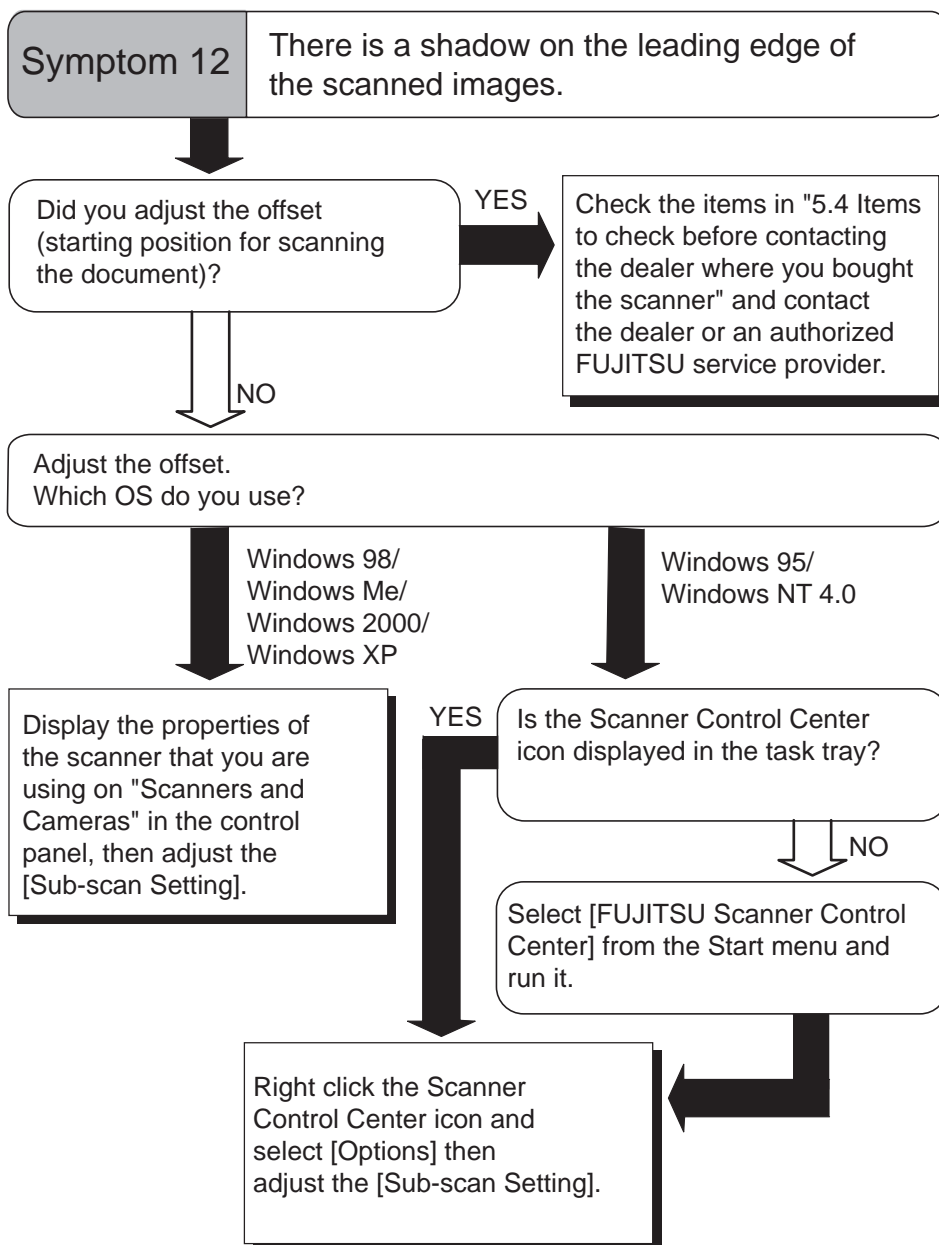 Symptom 12
There is a shadow on the leading edge of
the scanned images.
Did you adjust the offset
(starting position for scanning
the document)?
YES
Check the items in "5.4 Items
to check before contacting
the dealer where you bought
the scanner" and contact
the dealer or an authorized
FUJITSU service provider.
NO
Adjust the offset.
Which OS do you use?
Windows 98/
Windows Me/
Windows 2000/
Windows XP
Windows 95/
Windows NT 4.0
Display the properties of
the scanner that you are
using on "Scanners and
Cameras" in the control
panel, then adjust the
[Sub-scan Setting].
YES
Is the Scanner Control Center
icon displayed in the task tray?
NO
Select [FUJITSU Scanner Control
Center] from the Start menu and
run it.
Right click the Scanner
Control Center icon and
select [Options] then
adjust the [Sub-scan Setting].